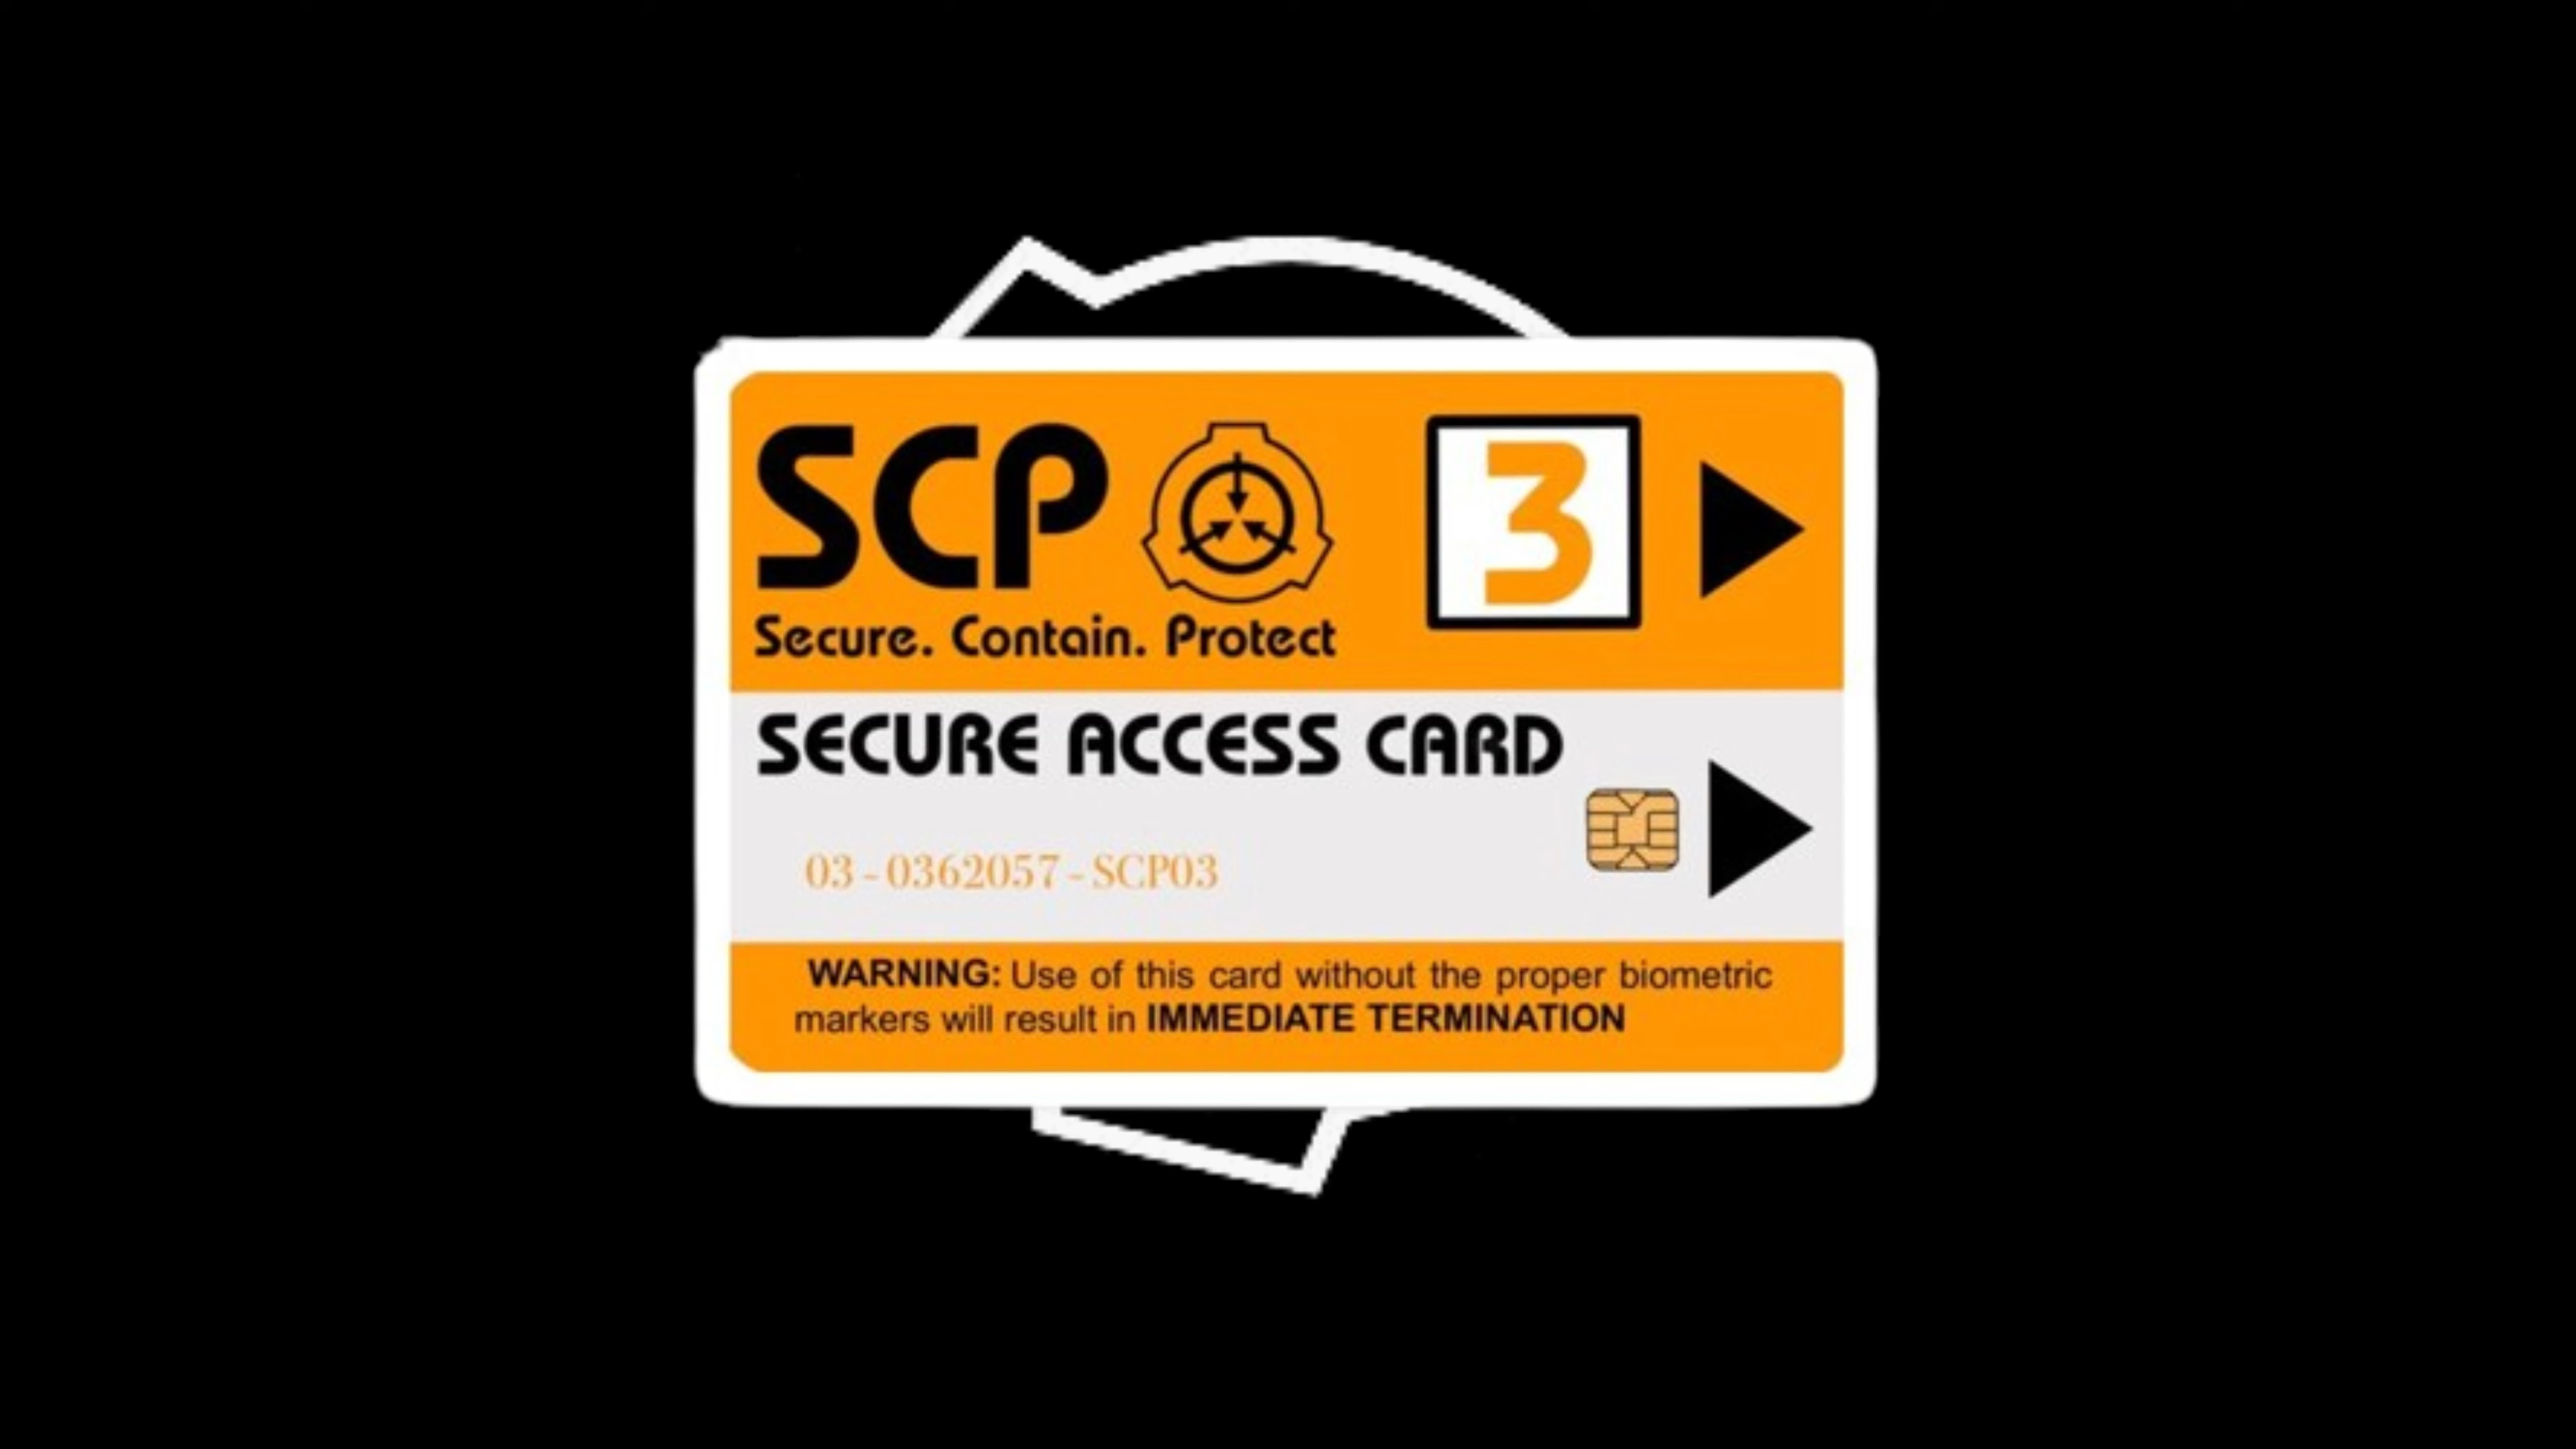 SCP
3
Secure. Contain. Protect
SECURE ACCESS CARD
03-0362057-SCP03
WARNING: Use of this card without the proper biometric
markers will result in IMMEDIATE TERMINATION